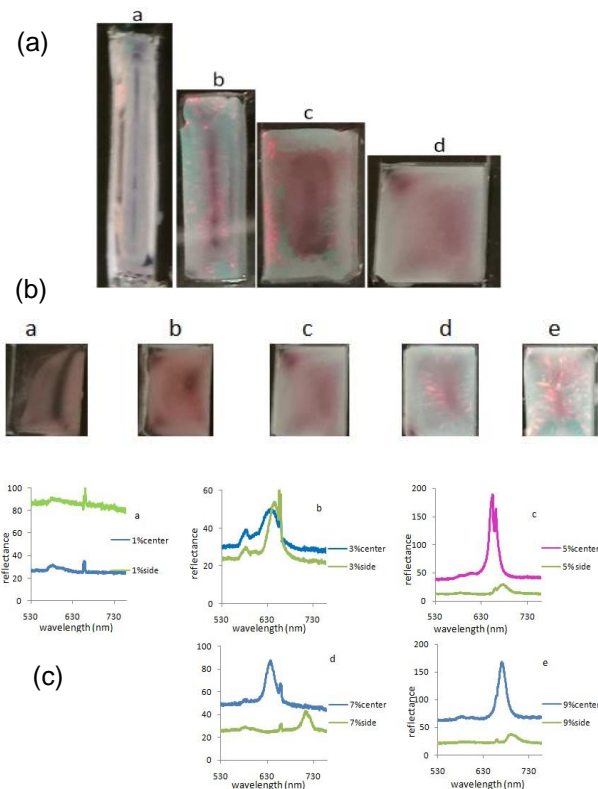 (a)
a
b
c
d
(b)
a
b
c
d
e
100
80
60
40
20
0
530
630
730
reflectance
wavelength (nm)
a
1%center
1%side
60
40
20
0
530
630
730
reflectance
wavelength (nm)
b
3%center
3%side
200
150
100
50
0
530
630
730
reflectance
wavelength (nm)
c
5%center
5%side
(c)
100
80
60
40
20
0
530
630
730
reflectance
wavelength (nm)
d
7%center
7%side
200
150
100
50
0
530
630
730
reflectance
wavelength (nm)
e
9%center
9%side